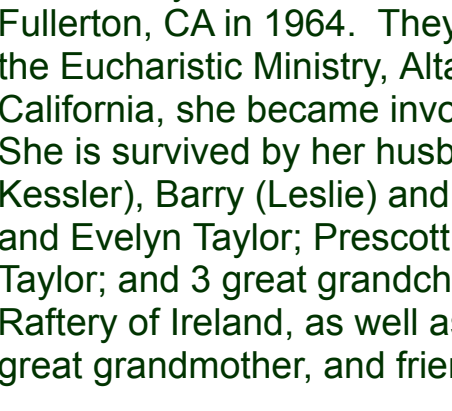 Fullerton, CA in 1964.  They
the Eucharistic Ministry, Alta
California, she became invo
She is survived by her husb
Kessler), Barry (Leslie) and
and Evelyn Taylor; Prescott
Taylor; and 3 great grandch
Raftery of Ireland, as well as
great grandmother, and frie